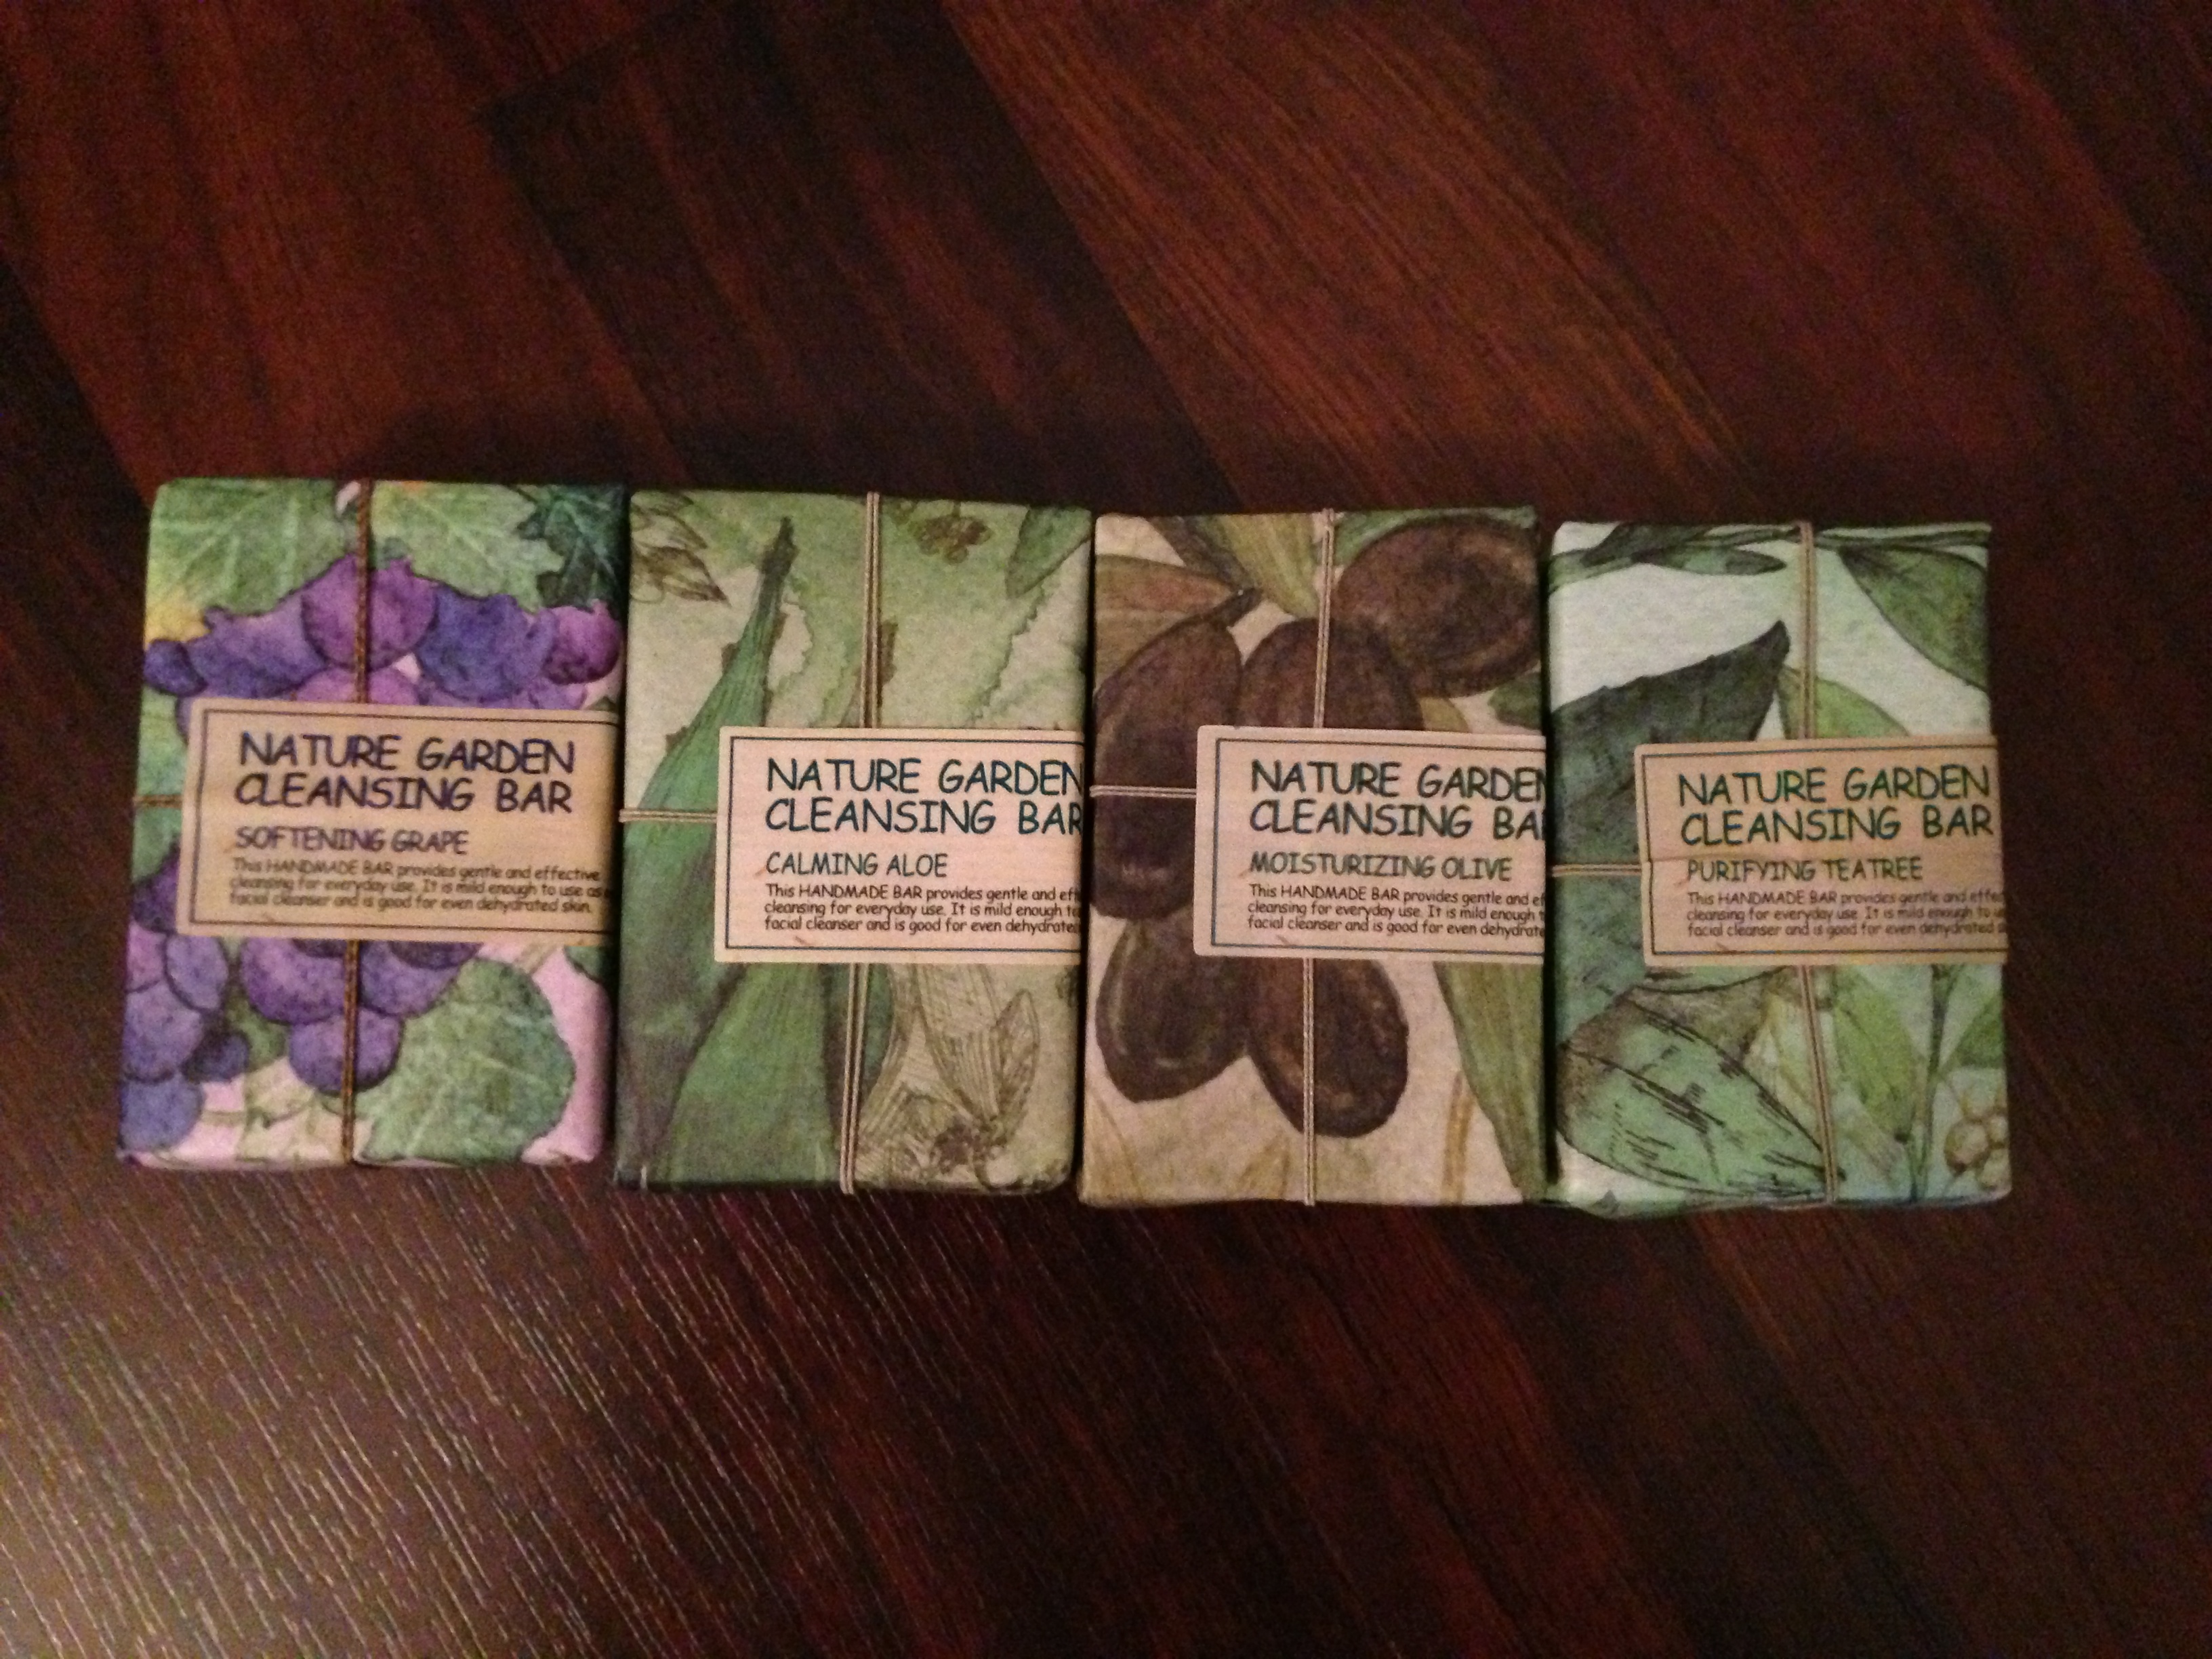 NATURE GARDEN
CLEANSING BAR
SOFTENING GRAPE
This HANDMADE BAR provides gentle and effective
cleansing for everyday use. It is mild enough to use as
facial cleanser and is good for even dehydrated skin.
NATURE GARDEN
CLEANSING BAR
CALMING ALOE
This HANDMADE BAR provides gentle and eff
cleansing for everyday use. It is mild enough to
facial cleanser and is good for even dehydrated
NATURE GARDEN
CLEANSING BA
MOISTURIZING OLIVE
This HANDMADE BAR provides gentle and ef
cleansing for everyday use. It is mild enough t
facial cleanser and is good for even dehydrate
NATURE GARDEN
CLEANSING BAR
PURIFYING TEATREE
This HANDMADE BAR provides gentle and effec
cleansing for everyday use. It is mild enough to u
facial cleanser and is good for even dehydrated s